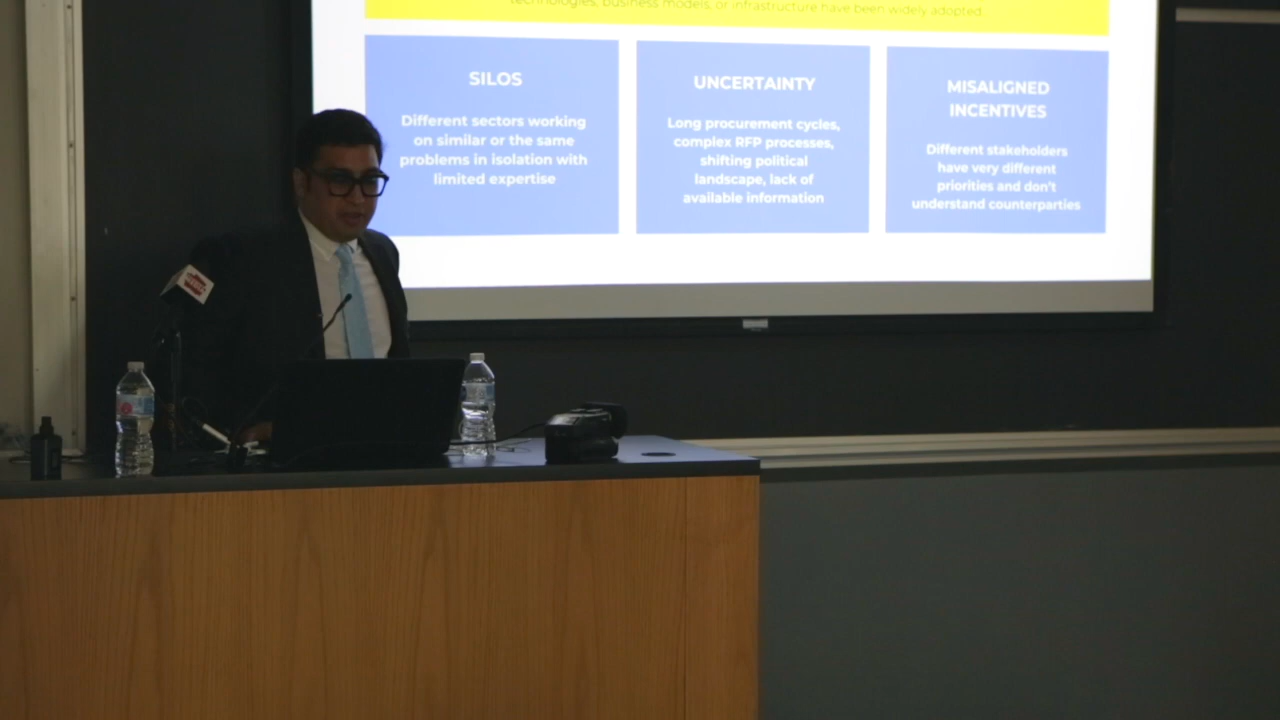 technologies, business models, or infrastructure have been widely adopted.
SILOS
Different sectors working
on similar or the same
problems in isolation with
limited expertise
UNCERTAINTY
Long procurement cycles,
complex RFP processes,
shifting political
landscape, lack of
available information
MISALIGNED
INCENTIVES
Different stakeholders
have very different
priorities and don't
understand counterparties